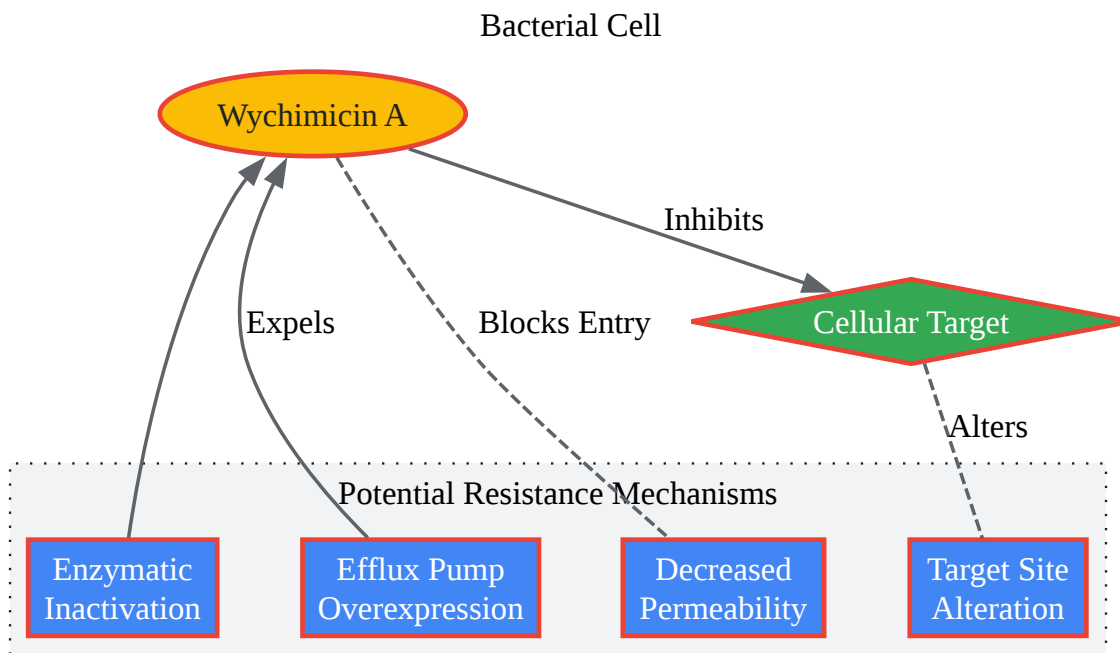 Bacterial Cell
Wychimicin A
Inhibits
Expels
Blocks Entry
Cellular Target
Alters
Potential Resistance Mechanisms
Enzymatic
Inactivation
Efflux Pump
Overexpression
Decreased
Permeability
Target Site
Alteration